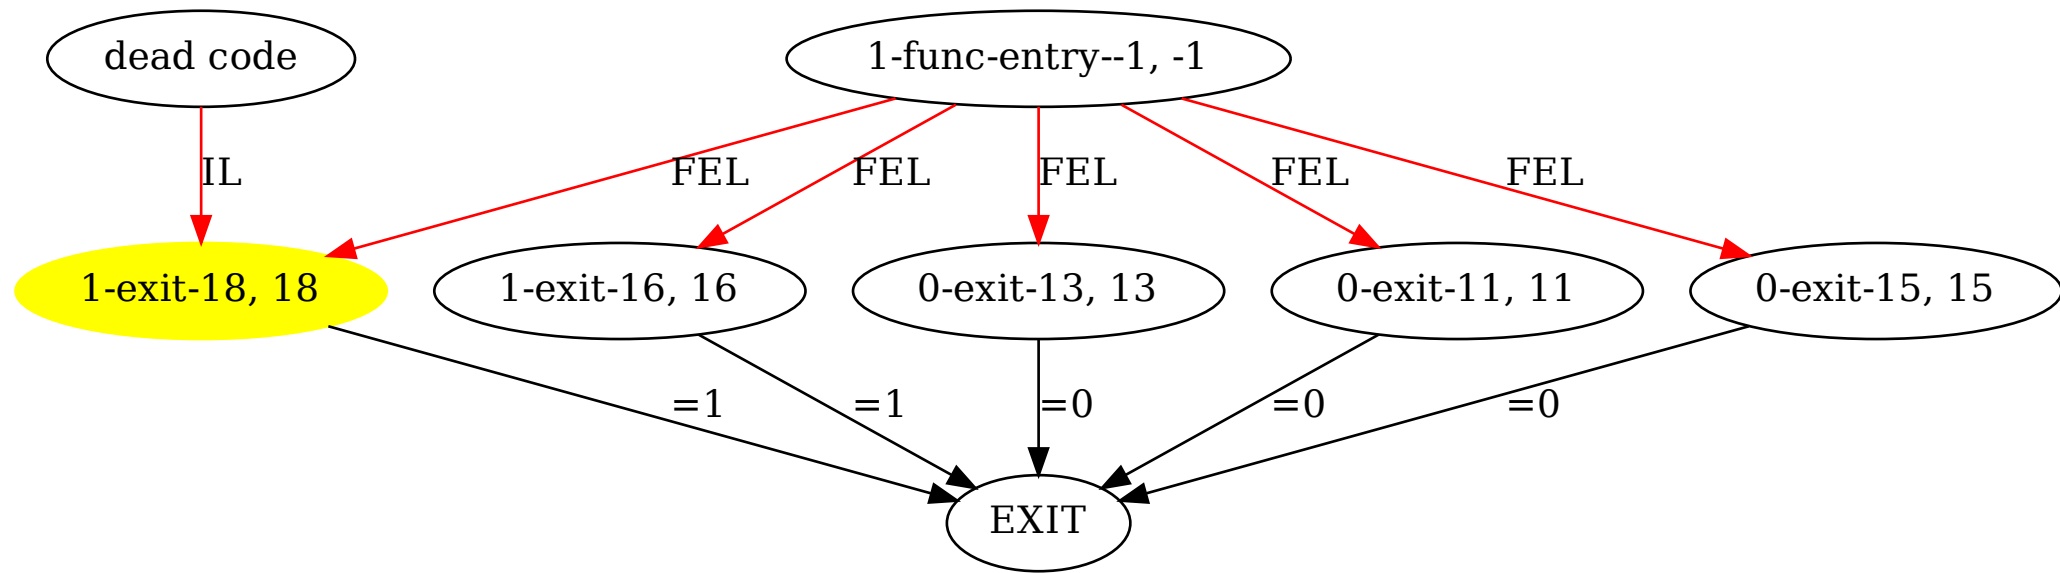 dead code
1-func-entry--1, -1
IL
FEL
FEL
FEL
FEL
FEL
1-exit-18, 18
1-exit-16, 16
0-exit-13, 13
0-exit-11, 11
0-exit-15, 15
=1
=1
=0
=0
=0
EXIT